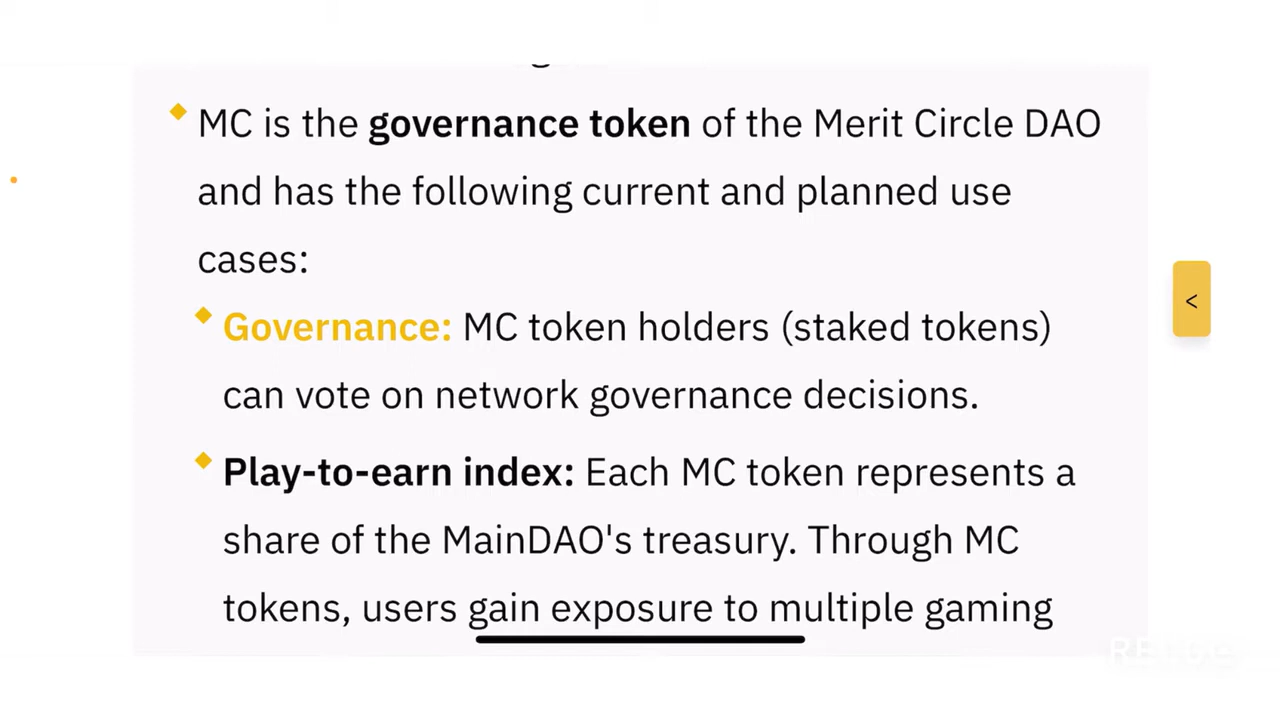 MC is the governance token of the Merit Circle DAO
and has the following current and planned use
cases:
Governance: MC token holders (staked tokens)
can vote on network governance decisions.
Play-to-earn index: Each MC token represents a
share of the MainDAO's treasury. Through MC
tokens, users gain exposure to multiple gaming
<